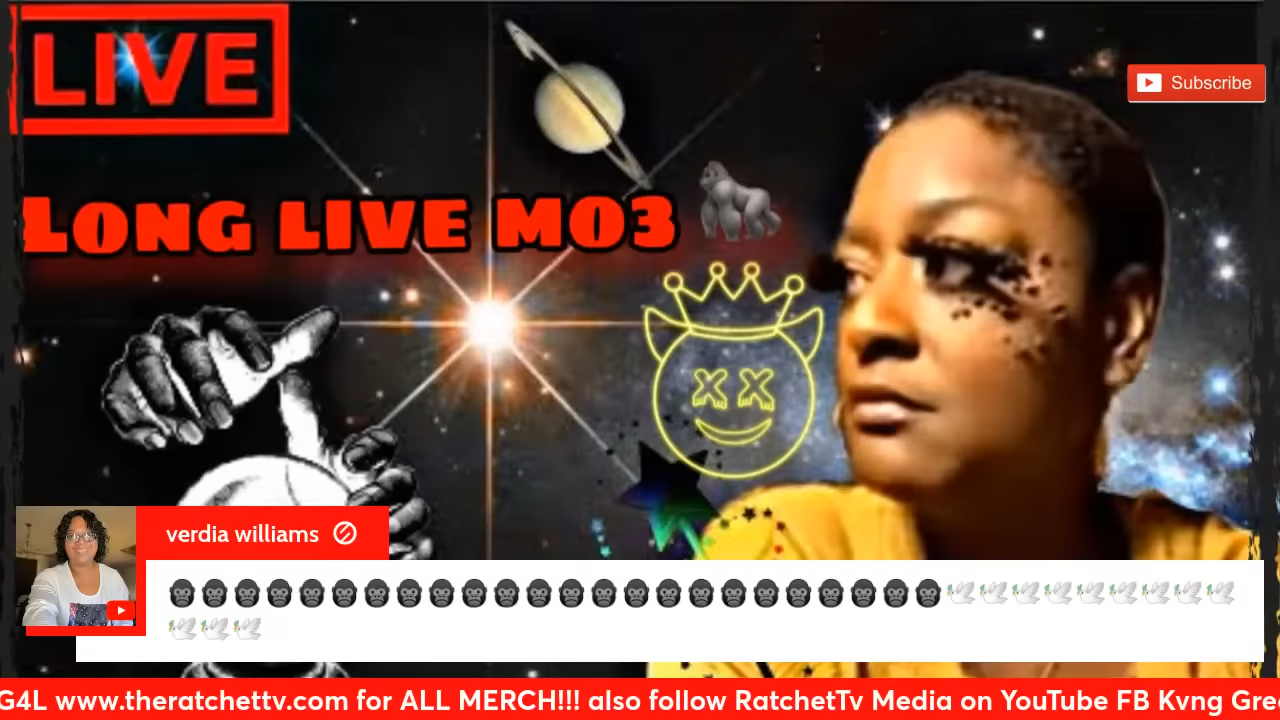 LIVE
Subscribe
LONG LIVE MO3
verdia williams
G4L www.theratchettv.com for ALL MERCH!!! also follow RatchetTv Media on YouTube FB Kvng Gre